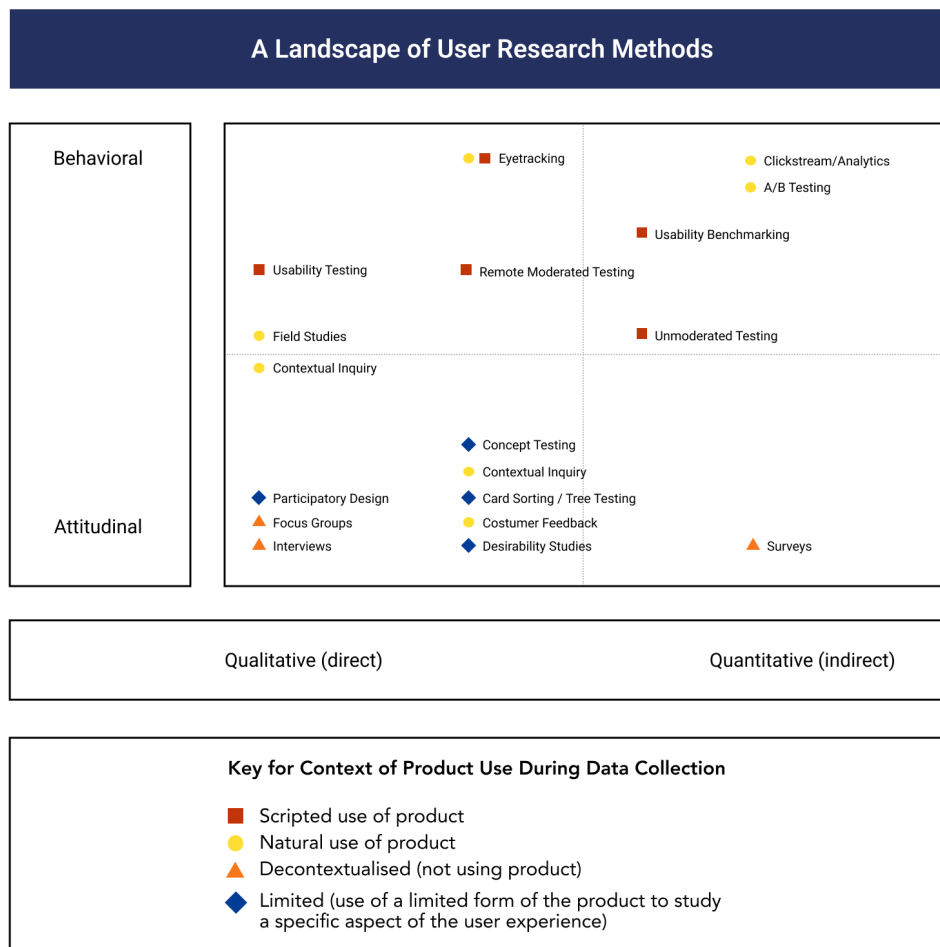 A Landscape of User Research Methods
Behavioral
Eyetracking
Clickstream/Analytics
A/B Testing
Usability Benchmarking
Usability Testing
Remote Moderated Testing
Field Studies
Unmoderated Testing
Contextual Inquiry
Concept Testing
Contextual Inquiry
Participatory Design
Card Sorting / Tree Testing
Attitudinal
Focus Groups
Costumer Feedback
Interviews
Desirability Studies
Surveys
Qualitative (direct)
Quantitative (indirect)
Key for Context of Product Use During Data Collection
Scripted use of product
Natural use of product
Decontextualised (not using product)
Limited (use of a limited form of the product to study
a specific aspect of the user experience)